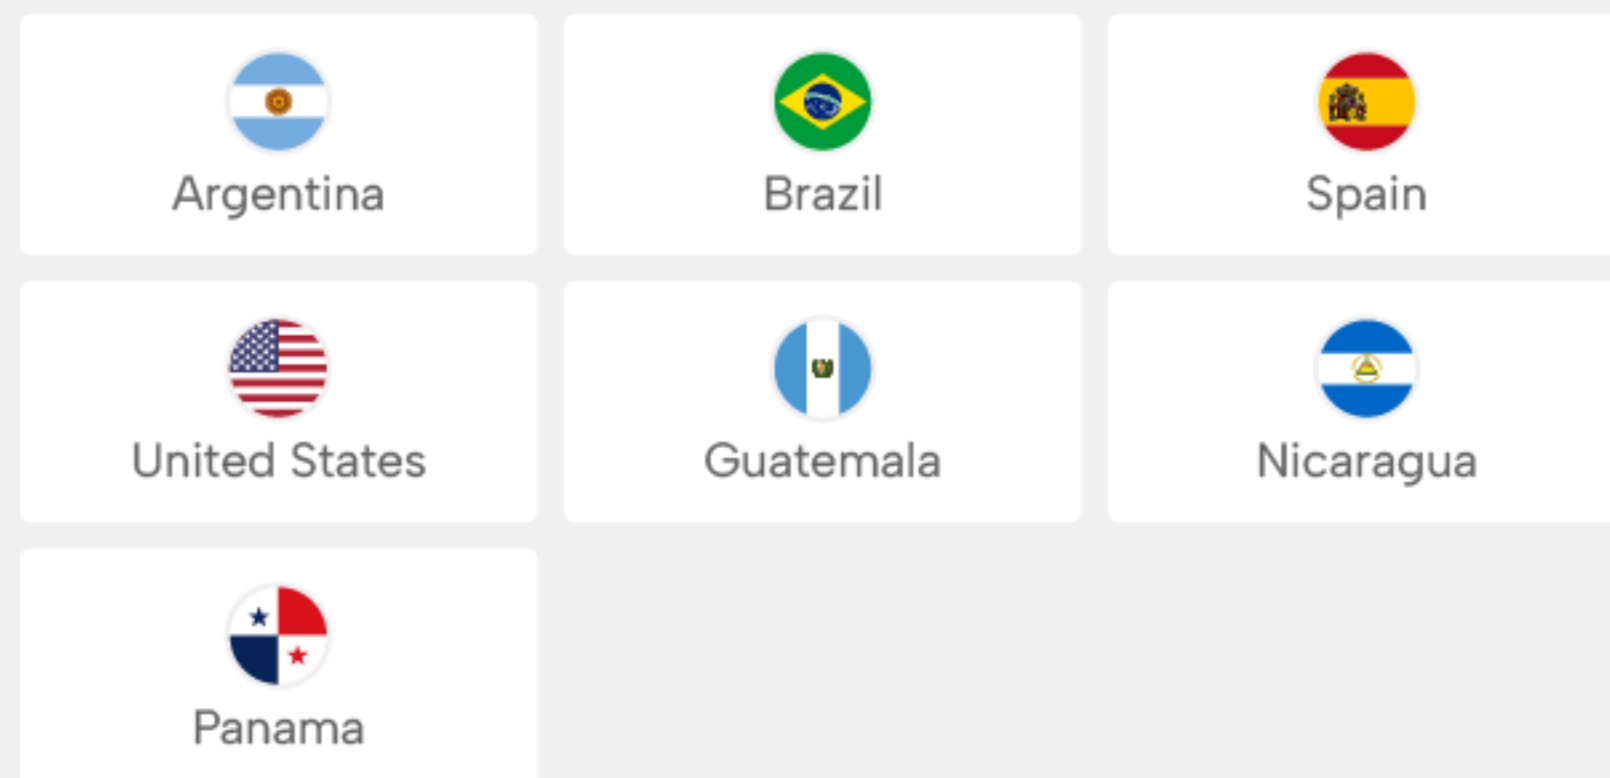 Argentina
Brazil
Spain
United States
Guatemala
Nicaragua
Panama